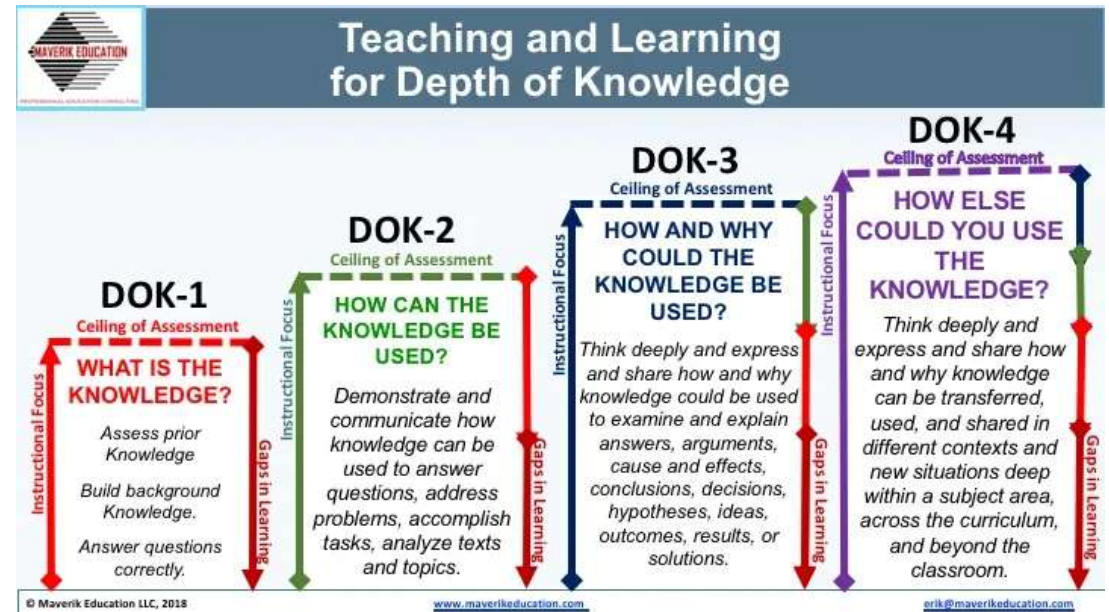 MAVERIK EDUCATION
PROFESSIONAL EDUCATION CONSULTING
Teaching and Learning
for Depth of Knowledge
DOK-1
Ceiling of Assessment
Instructional Focus
WHAT IS THE
KNOWLEDGE?
Assess prior
Knowledge
Build background
Knowledge.
Answer questions
correctly.
Gaps in Learning
DOK-2
Ceiling of Assessment
Instructional Focus
HOW CAN THE
KNOWLEDGE BE
USED?
Demonstrate and
communicate how
knowledge can be
used to answer
questions, address
problems, accomplish
tasks, analyze texts
and topics.
Gaps in Learning
DOK-3
Ceiling of Assessment
Instructional Focus
HOW AND WHY
COULD THE
KNOWLEDGE BE
USED?
Think deeply and express
and share how and why
knowledge could be used
to examine and explain
answers, arguments,
cause and effects,
conclusions, decisions,
hypotheses, ideas,
outcomes, results, or
solutions.
Gaps in Learning
DOK-4
Ceiling of Assessment
Instructional Focus
HOW ELSE
COULD YOU USE
THE
KNOWLEDGE?
Think deeply and
express and share how
and why knowledge
can be transferred,
used, and shared in
different contexts and
new situations deep
within a subject area,
across the curriculum,
and beyond the
classroom.
Gaps in Learning
© Maverik Education LLC, 2018
www.maverikeducation.com
erik@maverikeducation.com